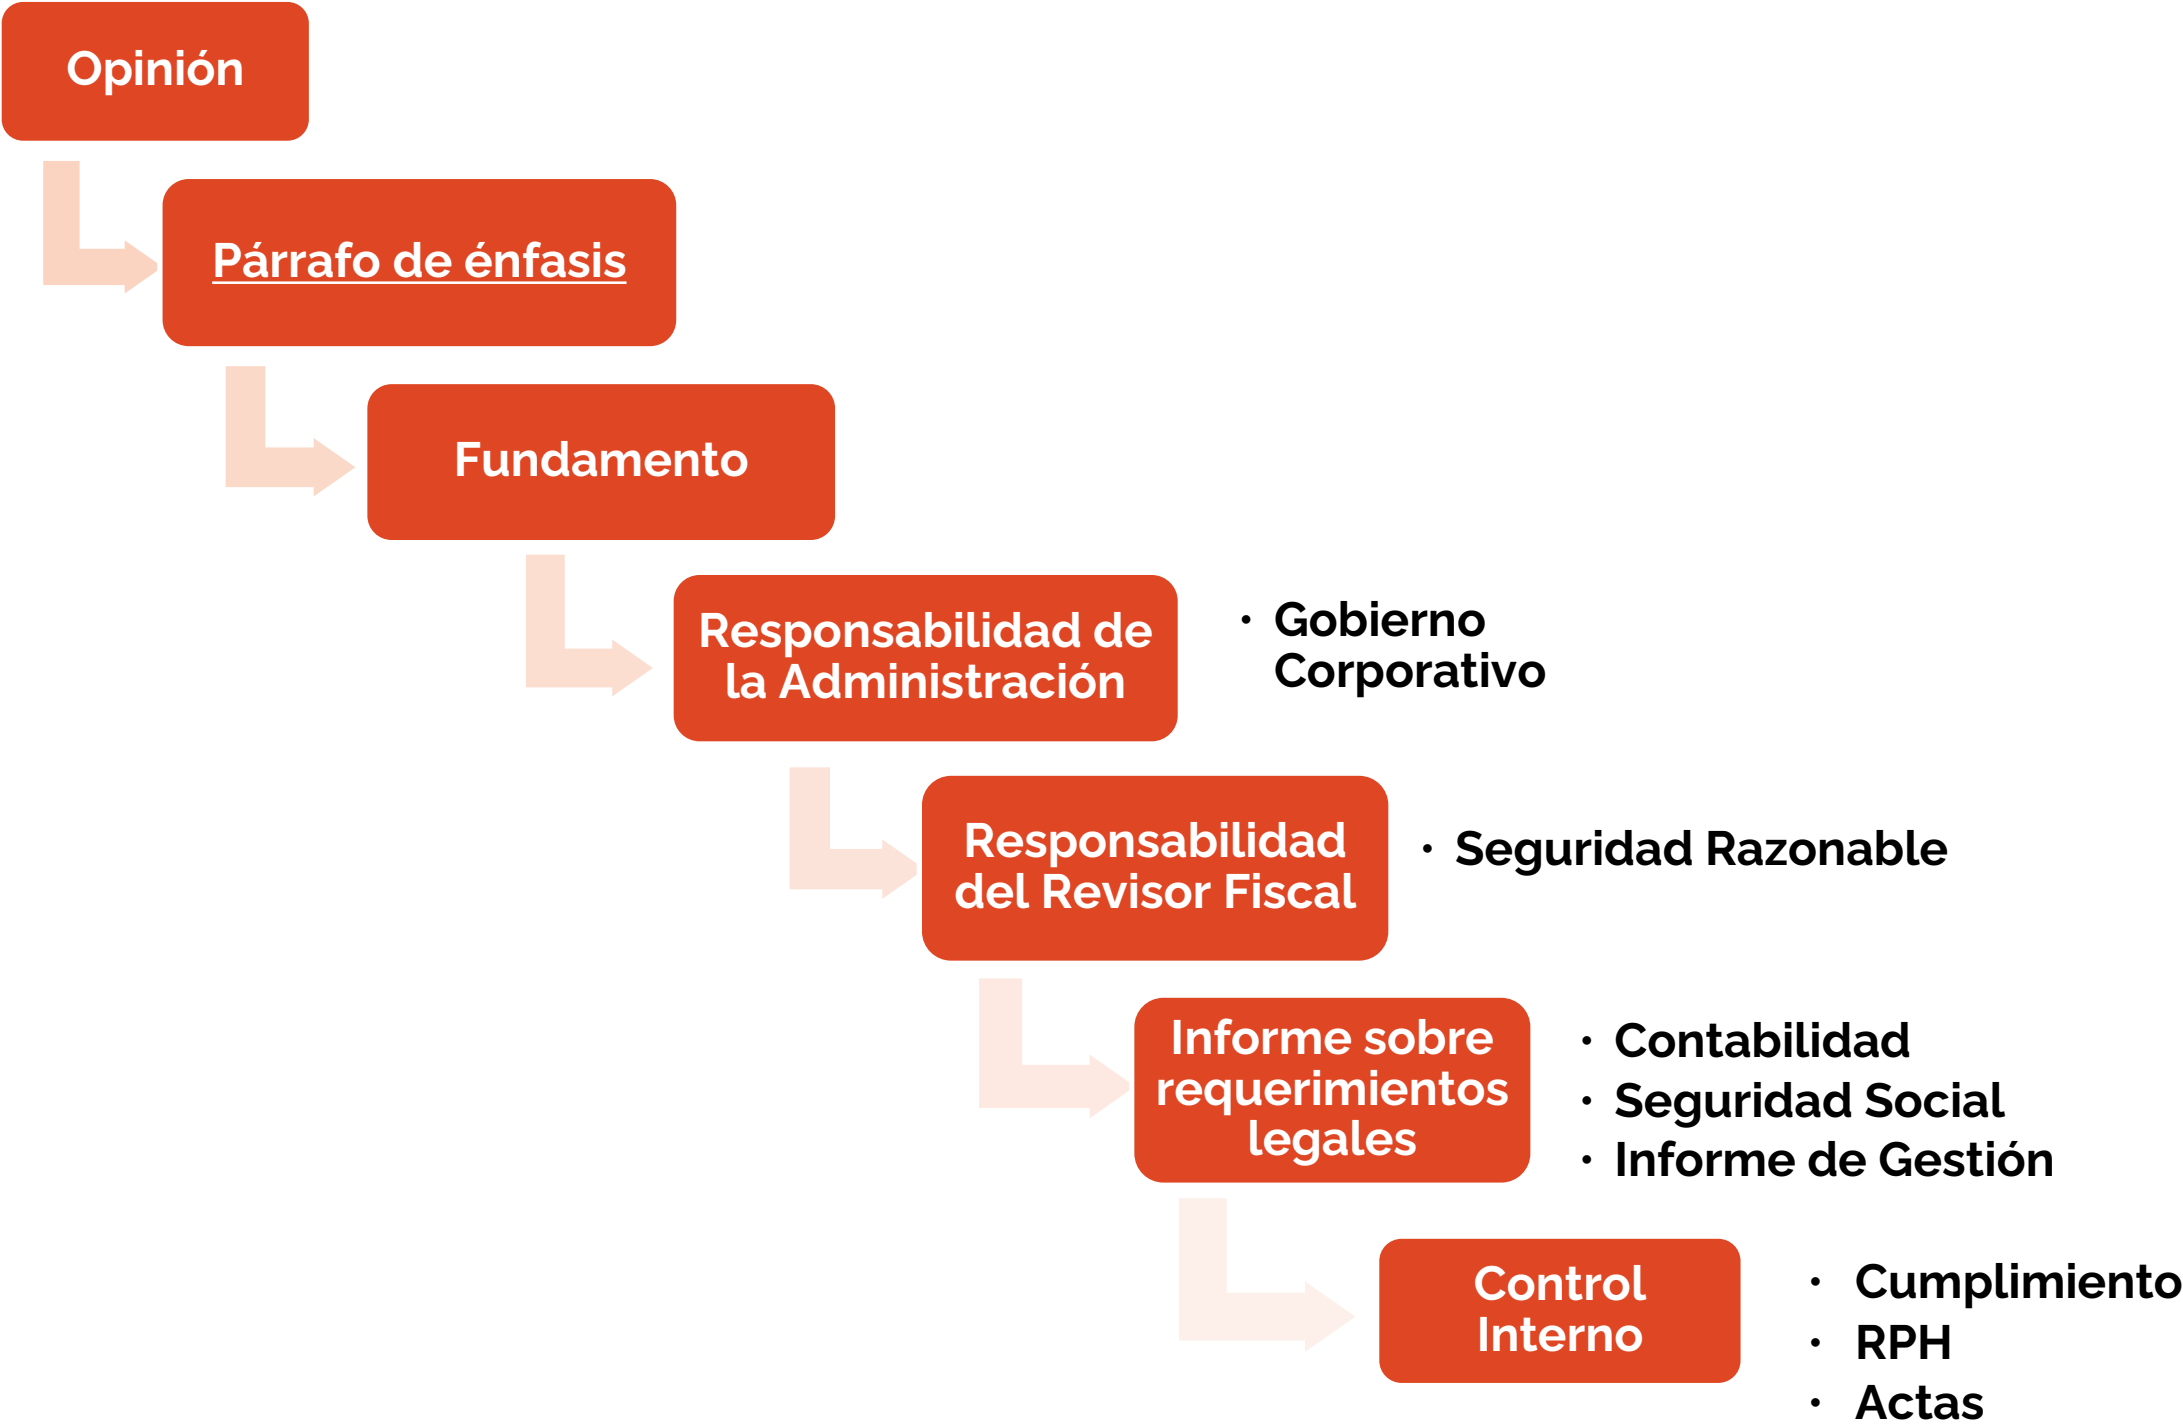 Opinión
Párrafo de énfasis
Fundamento
Responsabilidad de
la Administración
• Gobierno
Corporativo
Responsabilidad
del Revisor Fiscal
• Seguridad Razonable
Informe sobre
requerimientos
legales
• Contabilidad
• Seguridad Social
• Informe de Gestión
Control
Interno
• Cumplimiento
• RPH
• Actas